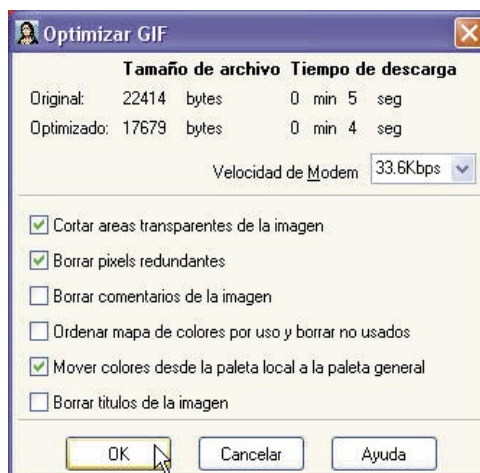 Optimizar GIF
Tamaño de archivo Tiempo de descarga
Original: 22414 bytes 0 min 5 seg
Optimizado: 17679 bytes 0 min 4 seg
Velocidad de Modem 33.6Kbps
Cortar areas transparentes de la imagen
Borrar pixels redundantes
Borrar comentarios de la imagen
Ordenar mapa de colores por uso y borrar no usados
Mover colores desde la paleta local a la paleta general
Borrar titulos de la imagen
OK Cancelar Ayuda